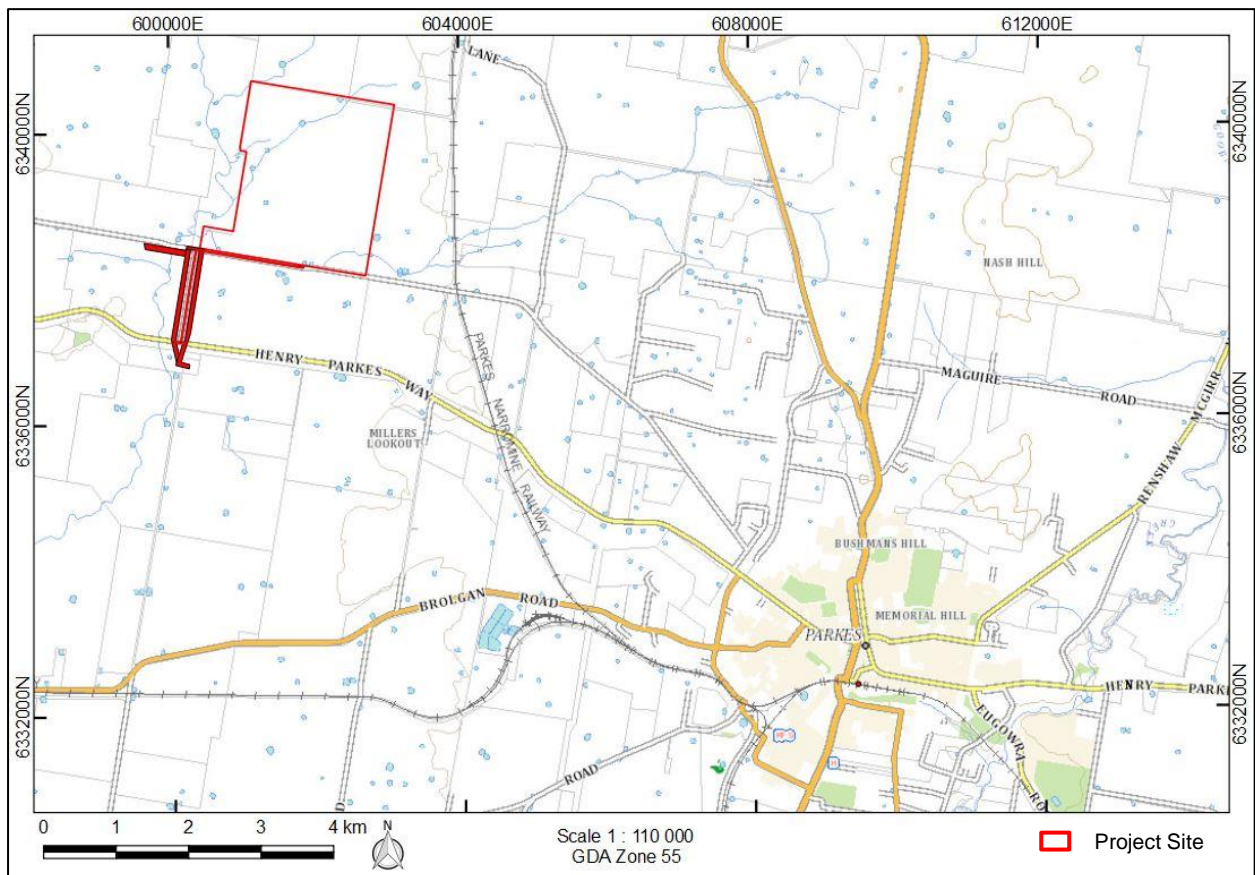 600000E
604000E
608000E
612000E
LANE
6340000N
6340000N
NASH HILL
HENRY PARKES WAY
PARKES NARROMINE RAILWAY
MAGUIRE ROAD
RENSHAW MCGIRR
6336000N
6336000N
MILLERS
LOOKOUT
BUSHMANS HILL
CREEK
BROLGAN ROAD
MEMORIAL HILL
PARKES
HENRY PARKE
6332000N
6332000N
EUGOWRA RO
ROAD
H
D
0 1 2 3 4 km
N
Scale 1 : 110 000
GDA Zone 55
Project Site